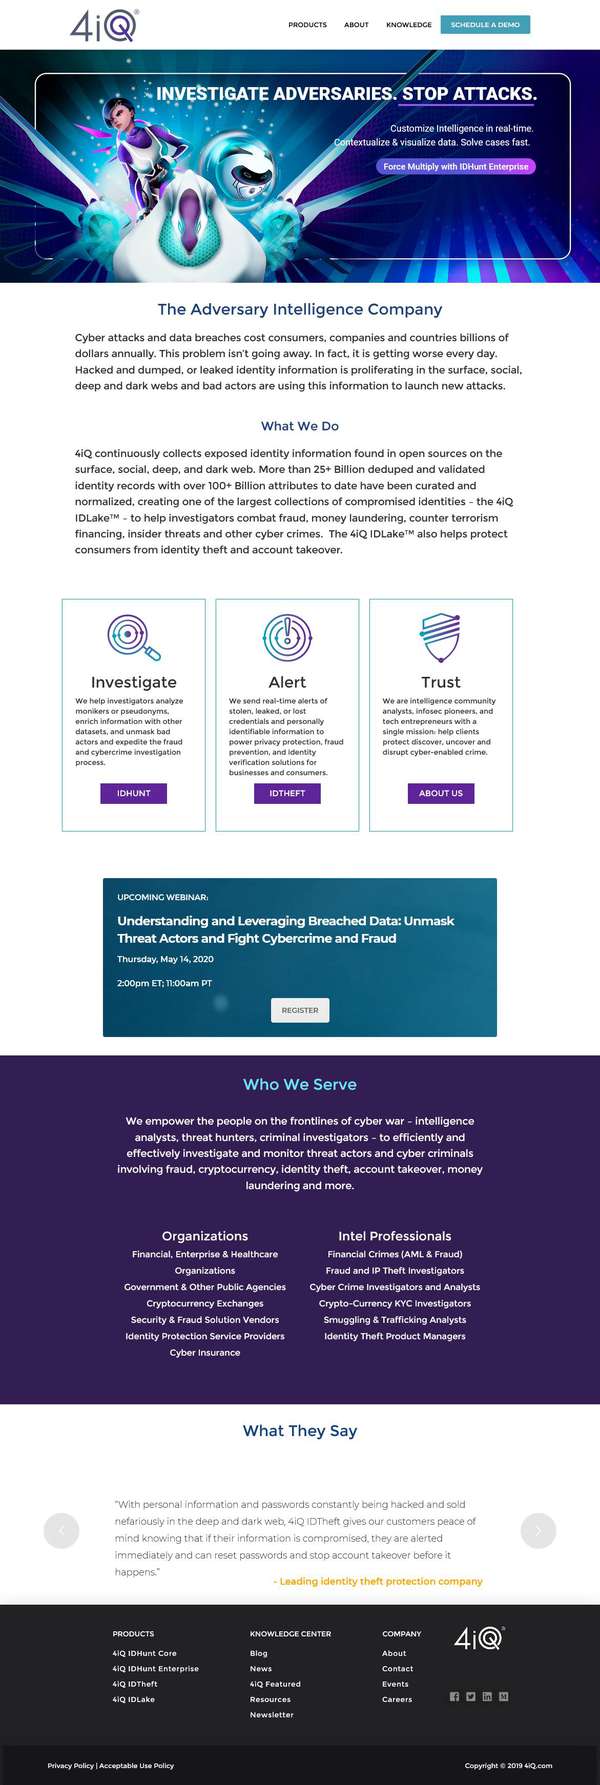 4iQ®
PRODUCTS
ABOUT
KNOWLEDGE
SCHEDULE A DEMO
INVESTIGATE ADVERSARIES. STOP ATTACKS.
Customize Intelligence in real-time.
Contextualize & visualize data. Solve cases fast.
Force Multiply with IDHunt Enterprise
The Adversary Intelligence Company
Cyber attacks and data breaches cost consumers, companies and countries billions of
dollars annually. This problem isn't going away. In fact, it is getting worse every day.
Hacked and dumped, or leaked identity information is proliferating in the surface, social,
deep and dark webs and bad actors are using this information to launch new attacks.
What We Do
4iQ continuously collects exposed identity information found in open sources on the
surface, social, deep, and dark web. More than 25+ Billion deduped and validated
identity records with over 100+ Billion attributes to date have been curated and
normalized, creating one of the largest collections of compromised identities – the 4iQ
IDLake™ – to help investigators combat fraud, money laundering, counter terrorism
financing, insider threats and other cyber crimes. The 4iQ IDLake™ also helps protect
consumers from identity theft and account takeover.
Investigate
We help investigators analyze
monikers or pseudonyms,
enrich information with other
datasets, and unmask bad
actors and expedite the fraud
and cybercrime investigation
process.
IDHUNT
Alert
We send real-time alerts of
stolen, leaked, or lost
credentials and personally
identifiable information to
power privacy protection, fraud
prevention, and identity
verification solutions for
businesses and consumers.
IDTHEFT
Trust
We are intelligence community
analysts, infosec pioneers, and
tech entrepreneurs with a
single mission: help clients
protect discover, uncover and
disrupt cyber-enabled crime.
ABOUT US
UPCOMING WEBINAR:
Understanding and Leveraging Breached Data: Unmask
Threat Actors and Fight Cybercrime and Fraud
Thursday, May 14, 2020
2:00pm ET; 11:00am PT
REGISTER
Who We Serve
We empower the people on the frontlines of cyber war – intelligence
analysts, threat hunters, criminal investigators – to efficiently and
effectively investigate and monitor threat actors and cyber criminals
involving fraud, cryptocurrency, identity theft, account takeover, money
laundering and more.
Organizations
Financial, Enterprise & Healthcare
Organizations
Government & Other Public Agencies
Cryptocurrency Exchanges
Security & Fraud Solution Vendors
Identity Protection Service Providers
Cyber Insurance
Intel Professionals
Financial Crimes (AML & Fraud)
Fraud and IP Theft Investigators
Cyber Crime Investigators and Analysts
Crypto-Currency KYC Investigators
Smuggling & Trafficking Analysts
Identity Theft Product Managers
What They Say
"With personal information and passwords constantly being hacked and sold
nefariously in the deep and dark web, 4iQ IDTheft gives our customers peace of
mind knowing that if their information is compromised, they are alerted
immediately and can reset passwords and stop account takeover before it
happens."
- Leading identity theft protection company
PRODUCTS
4iQ IDHunt Core
4iQ IDHunt Enterprise
4iQ IDTheft
4iQ IDLake
KNOWLEDGE CENTER
Blog
News
4iQ Featured
Resources
Newsletter
COMPANY
About
Contact
Events
Careers
4iQ®
Privacy Policy | Acceptable Use Policy
Copyright © 2019 4iQ.com